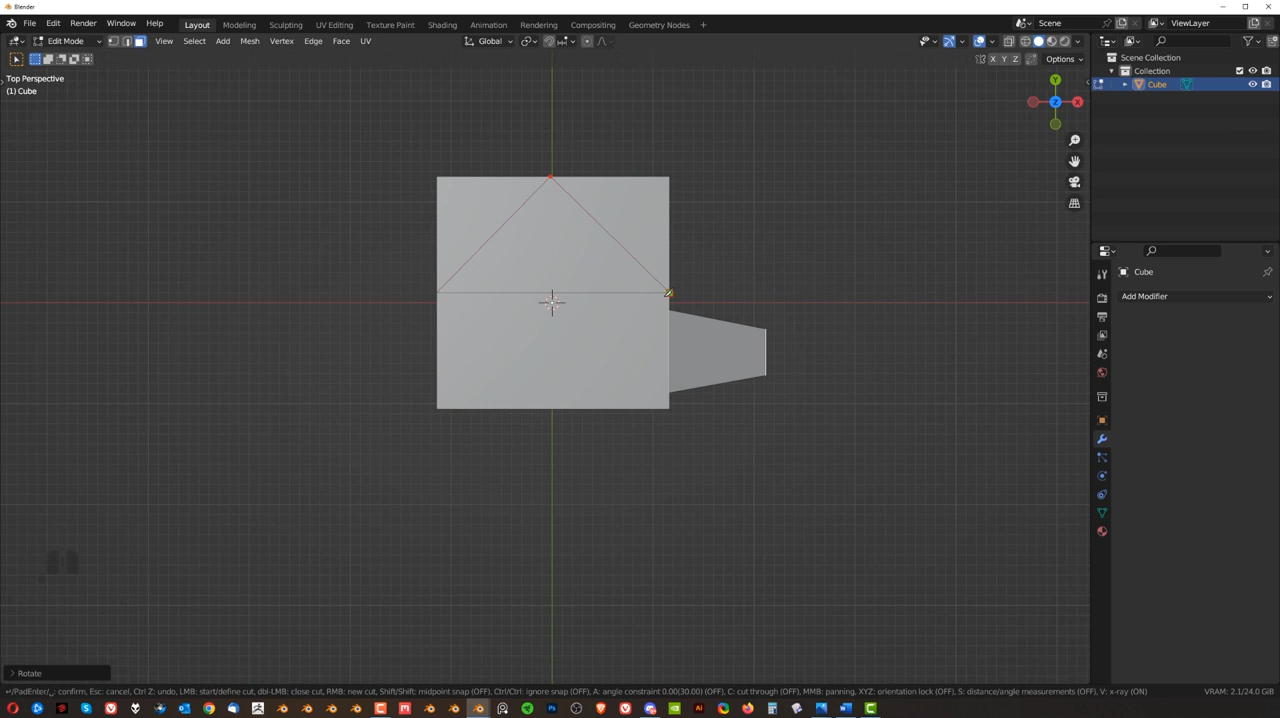 Blender
File Edit Render Window Help
Layout Modeling Sculpting UV Editing Texture Paint Shading Animation Rendering Compositing Geometry Nodes +
Scene
ViewLayer
Edit Mode View Select Add Mesh Vertex Edge Face UV
Global
X Y Z
Options
Top Perspective
(1) Cube
Y
Z
X
Scene Collection
Collection
Cube
Cube
Add Modifier
Rotate
↵/PadEnter/␣: confirm, Esc: cancel, Ctrl Z: undo, LMB: start/define cut, dbl-LMB: close cut, RMB: new cut, Shift/Shift: midpoint snap (OFF), Ctrl/Ctrl: ignore snap (OFF), A: angle constraint 0.00(30.00) (OFF), C: cut through (OFF), MMB: panning, XYZ: orientation lock (OFF), S: distance/angle measurements (OFF), V: x-ray (ON)
VRAM: 2.1/24.0 GiB